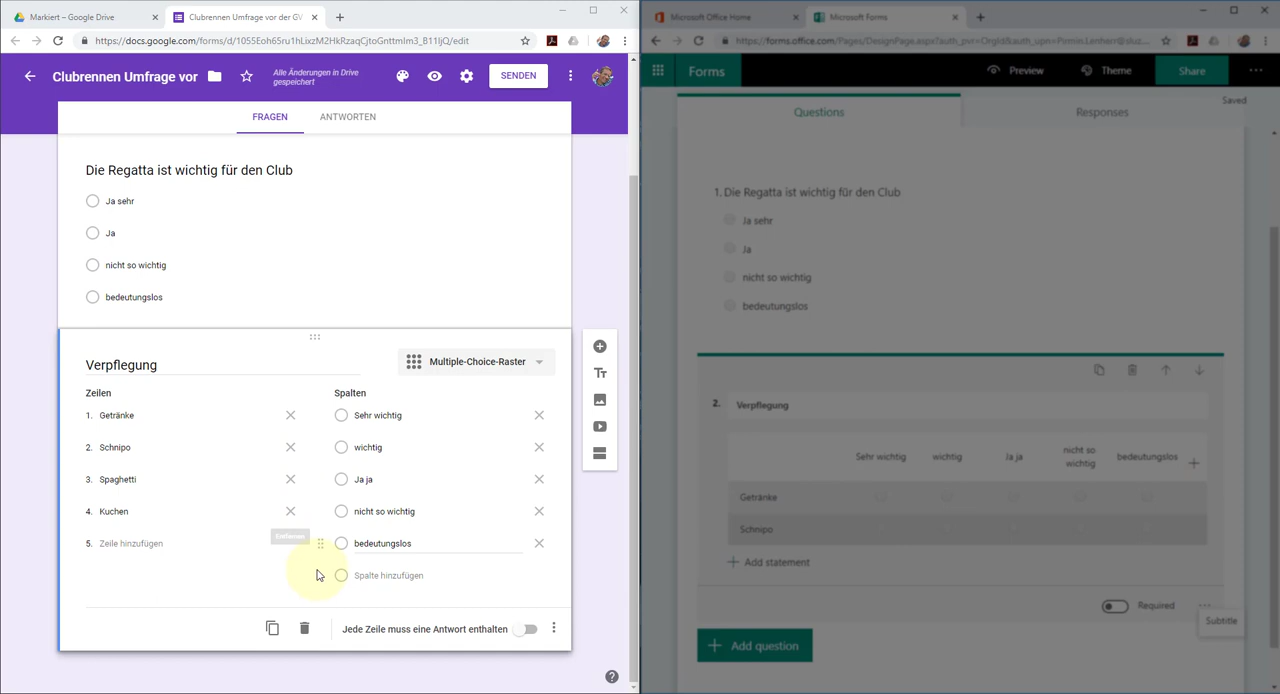 Markiert – Google Drive
Clubrennen Umfrage vor der GV
https://docs.google.com/forms/d/1055Eoh65ru1hLixzM2HkRzaqCjtoGnttmIm3_B11IjQ/edit
Clubrennen Umfrage vor
Alle Änderungen in Drive
gespeichert
SENDEN
FRAGEN
ANTWORTEN
Die Regatta ist wichtig für den Club
Ja sehr
Ja
nicht so wichtig
bedeutungslos
Verpflegung
Multiple-Choice-Raster
Zeilen
Spalten
1. Getränke
Sehr wichtig
2. Schnipo
wichtig
3. Spaghetti
Ja ja
4. Kuchen
nicht so wichtig
Entfernen
5. Zeile hinzufügen
bedeutungslos
Spalte hinzufügen
Jede Zeile muss eine Antwort enthalten
Microsoft Office Home
Microsoft Forms
https://forms.office.com/Pages/DesignPage.aspx?auth_pvr=OrgId&auth_upn=Pirmin.Lenherr@sluz...
Forms
Preview
Theme
Share
Saved
Questions
Responses
1. Die Regatta ist wichtig für den Club
Ja sehr
Ja
nicht so wichtig
bedeutungslos
2. Verpflegung
Sehr wichtig
wichtig
Ja ja
nicht so
wichtig
bedeutungslos
Getränke
Schnipo
Add statement
Required
Subtitle
Add question